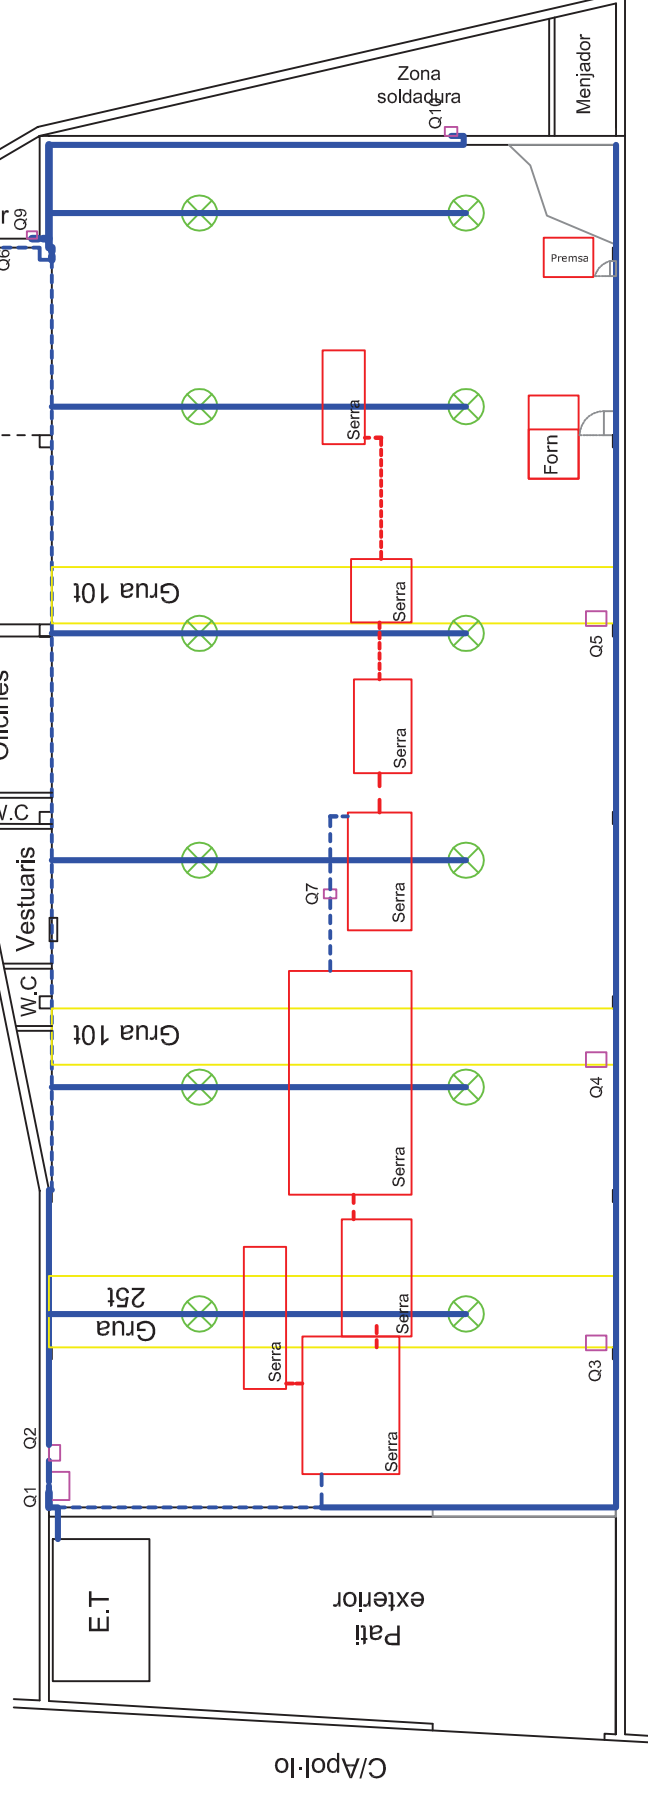 Zona
soldadura
Menjador
Q10
Q9
Q6
Premsa
Serra
Forn
Grua 10t
Serra
Q5
Oficines
Serra
W.C
Vestuaris
Q7
Serra
W.C
Grua 10t
Q4
Serra
Grua
25t
Serra
Serra
Q3
Q2
Serra
Q1
E.T
Pati
exterior
C/Apol·lo